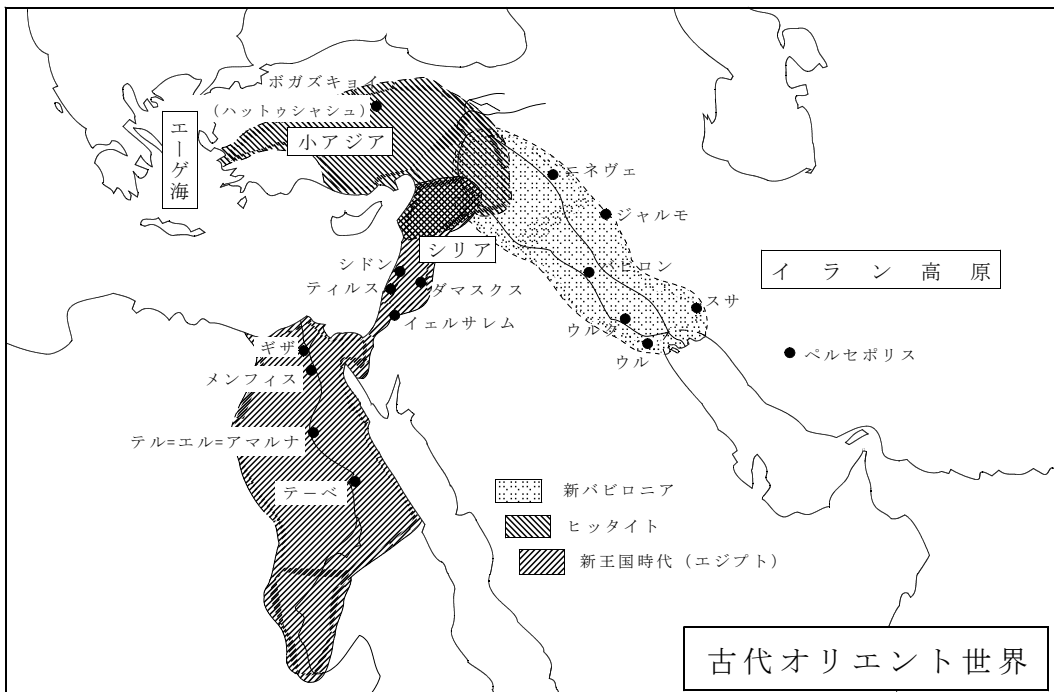 ボガズキョイ
（ハットゥシャシュ）
小アジア
エーゲ海
ニネヴェ
ジャルモ
シリア
イラン高原
シドン
バビロン
ティルス
ダマスクス
スサ
イェルサレム
ウルク
ギザ
ウル
ペルセポリス
メンフィス
テル=エル=アマルナ
テーベ
新バビロニア
ヒッタイト
新王国時代（エジプト）
古代オリエント世界